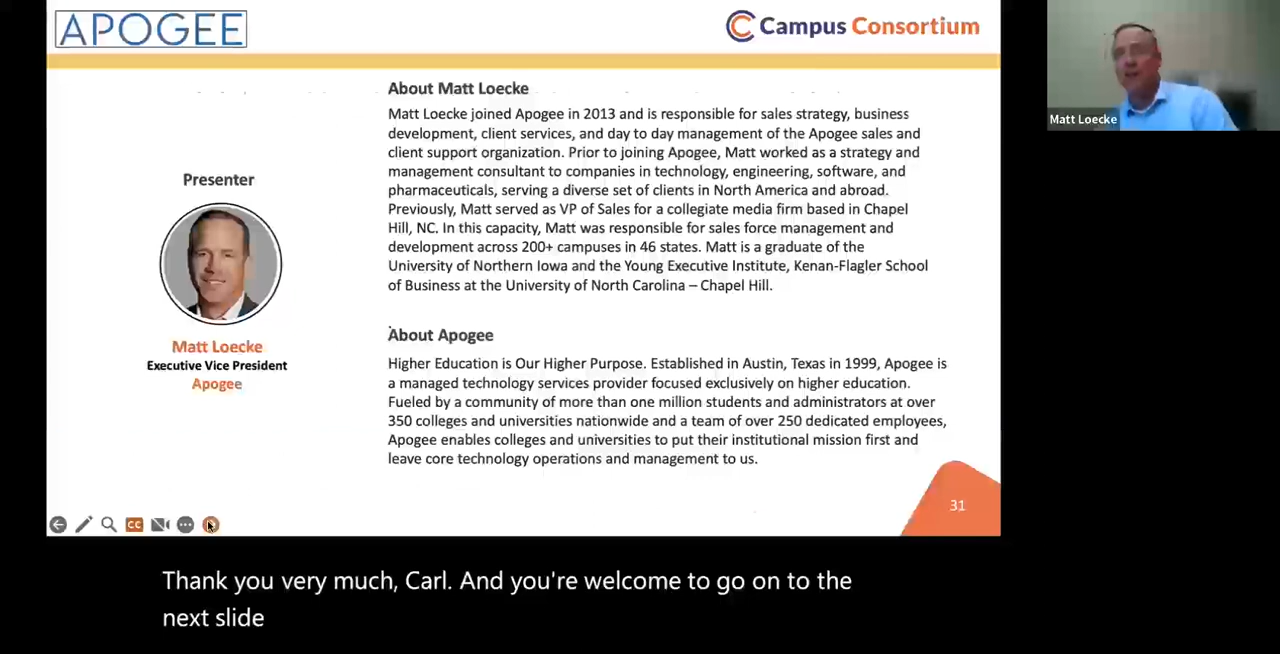 APOGEE
Campus Consortium
Matt Loecke
About Matt Loecke
Matt Loecke joined Apogee in 2013 and is responsible for sales strategy, business
development, client services, and day to day management of the Apogee sales and
client support organization. Prior to joining Apogee, Matt worked as a strategy and
management consultant to companies in technology, engineering, software, and
pharmaceuticals, serving a diverse set of clients in North America and abroad.
Previously, Matt served as VP of Sales for a collegiate media firm based in Chapel
Hill, NC. In this capacity, Matt was responsible for sales force management and
development across 200+ campuses in 46 states. Matt is a graduate of the
University of Northern Iowa and the Young Executive Institute, Kenan-Flagler School
of Business at the University of North Carolina – Chapel Hill.
Presenter
Matt Loecke
Executive Vice President
Apogee
About Apogee
Higher Education is Our Higher Purpose. Established in Austin, Texas in 1999, Apogee is
a managed technology services provider focused exclusively on higher education.
Fueled by a community of more than one million students and administrators at over
350 colleges and universities nationwide and a team of over 250 dedicated employees,
Apogee enables colleges and universities to put their institutional mission first and
leave core technology operations and management to us.
31
CC
Thank you very much, Carl. And you're welcome to go on to the
next slide